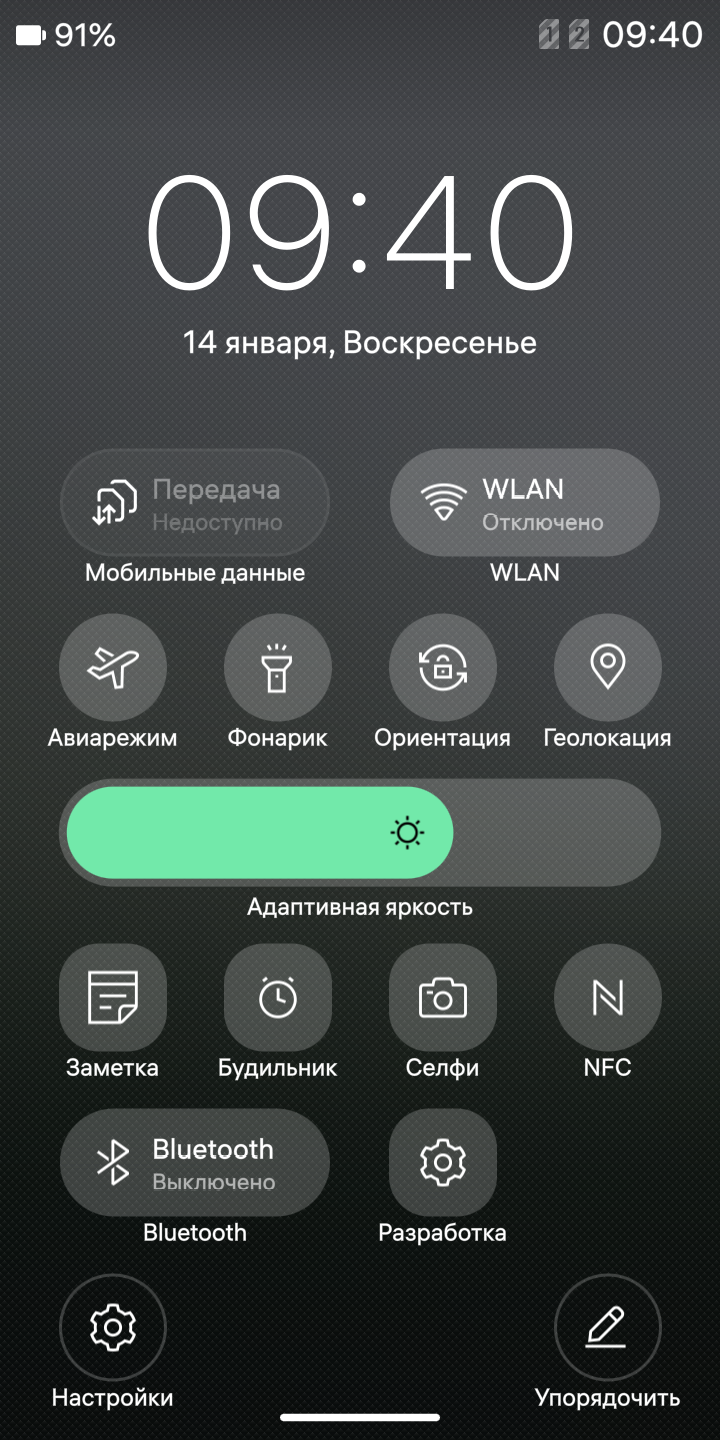 91%
1 2 09:40
09:40
14 января, Воскресенье
Передача
Недоступно
Мобильные данные
WLAN
Отключено
WLAN
Авиарежим
Фонарик
Ориентация
Геолокация
Адаптивная яркость
Заметка
Будильник
Селфи
NFC
Bluetooth
Выключено
Bluetooth
Разработка
Настройки
Упорядочить